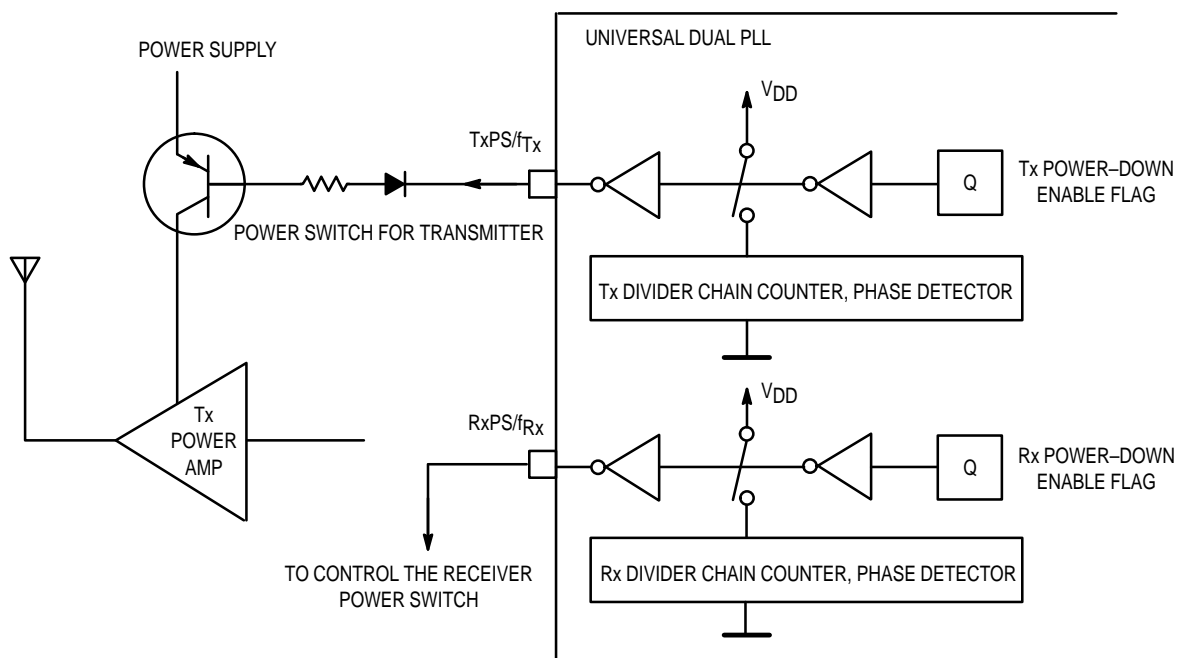 UNIVERSAL DUAL PLL
POWER SUPPLY
VDD
TxPS/fTx
Q
Tx POWER–DOWN
ENABLE FLAG
POWER SWITCH FOR TRANSMITTER
Tx DIVIDER CHAIN COUNTER, PHASE DETECTOR
VDD
RxPS/fRx
Tx
POWER
AMP
Q
Rx POWER–DOWN
ENABLE FLAG
TO CONTROL THE RECEIVER
POWER SWITCH
Rx DIVIDER CHAIN COUNTER, PHASE DETECTOR